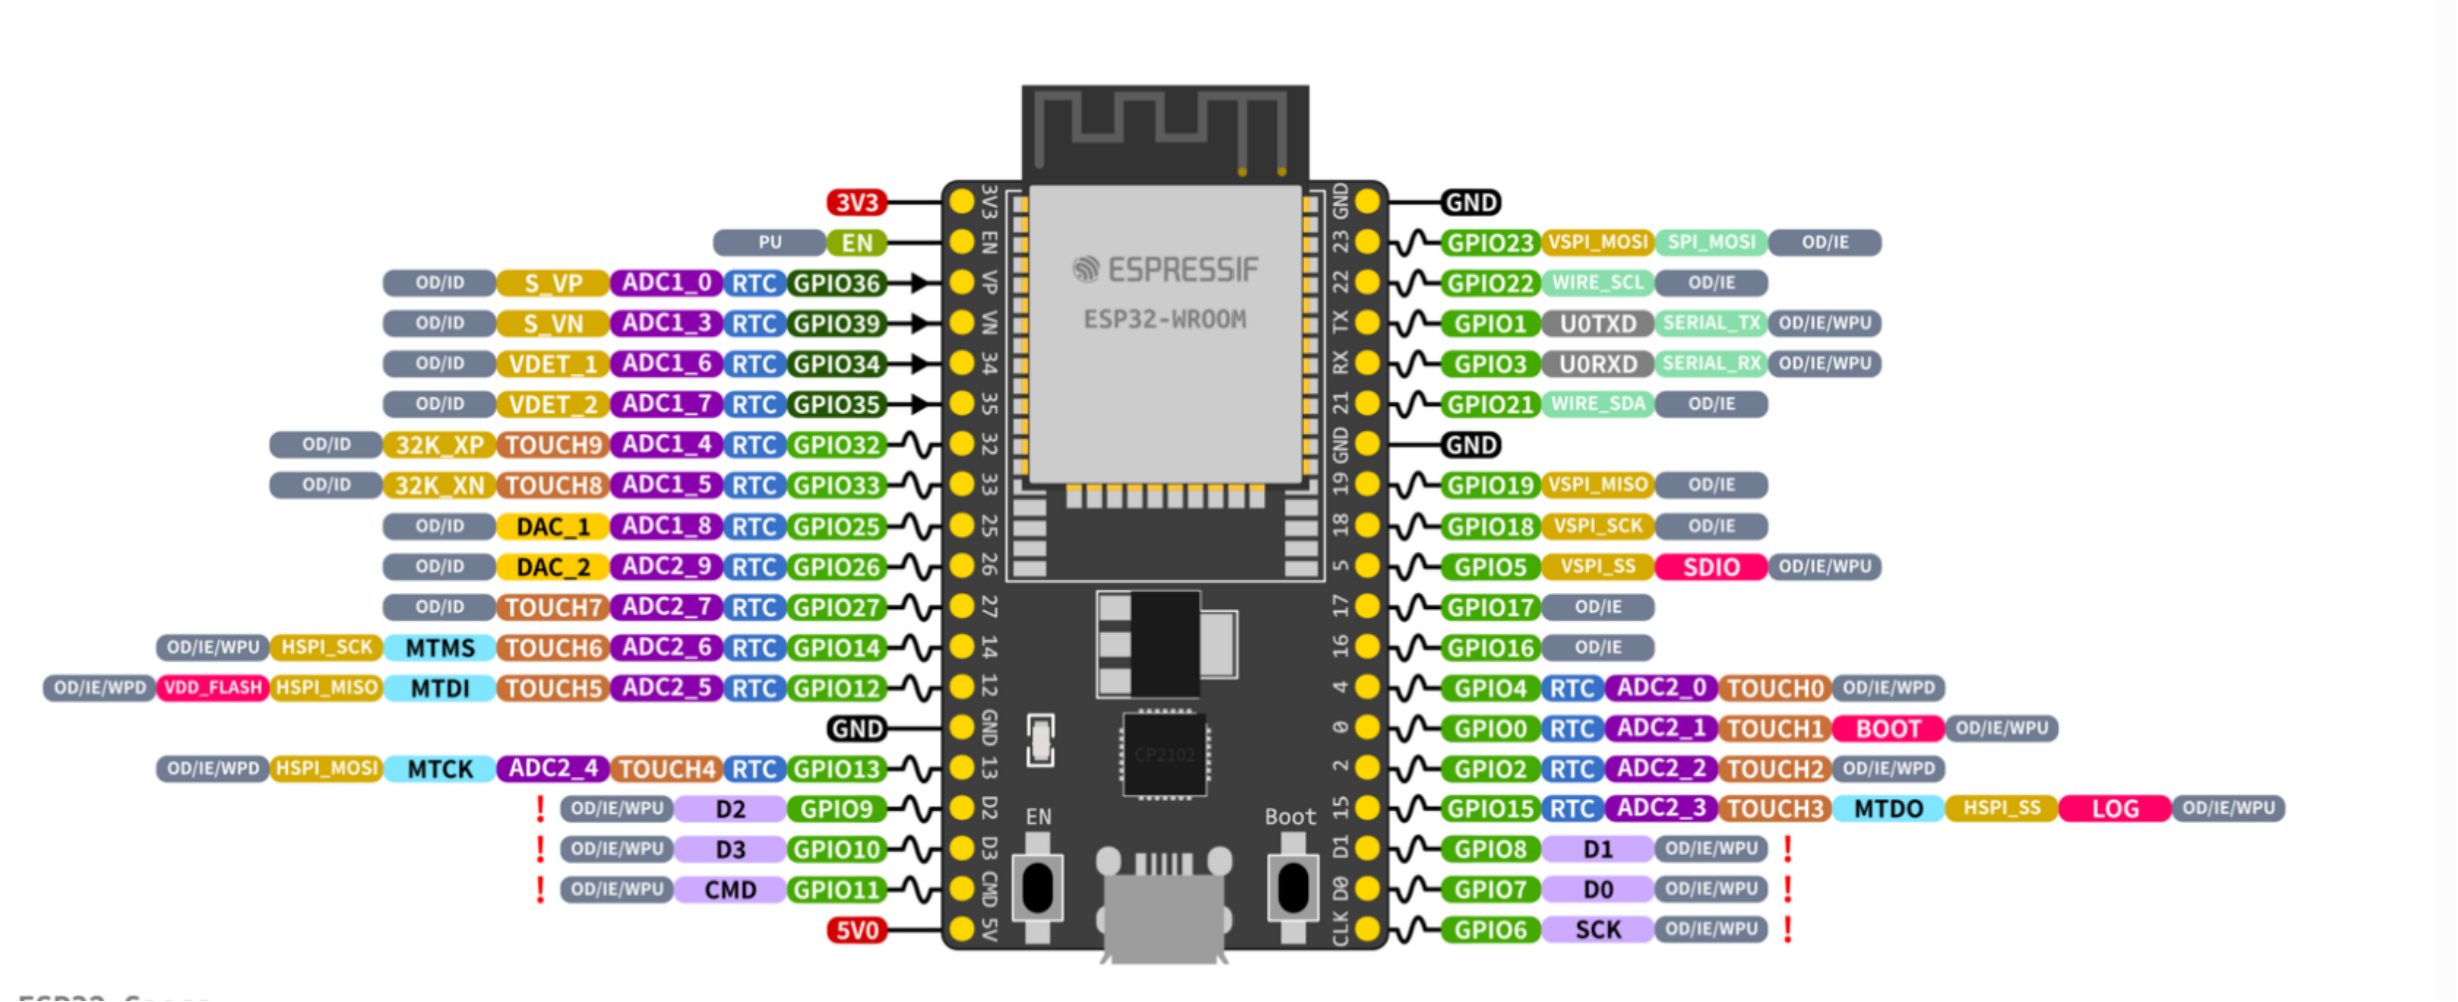 3V3 3V3 GND GND
PU EN EN 23 GPIO23 VSPI_MOSI SPI_MOSI OD/IE
OD/ID S_VP ADC1_0 RTC GPIO36 VP 22 GPIO22 WIRE_SCL OD/IE
ESPRESSIF
OD/ID S_VN ADC1_3 RTC GPIO39 VN TX GPIO1 U0TXD SERIAL_TX OD/IE/WPU
ESP32-WROOM
OD/ID VDET_1 ADC1_6 RTC GPIO34 34 RX GPIO3 U0RXD SERIAL_RX OD/IE/WPU
OD/ID VDET_2 ADC1_7 RTC GPIO35 35 21 GPIO21 WIRE_SDA OD/IE
OD/ID 32K_XP TOUCH9 ADC1_4 RTC GPIO32 32 GND GND
OD/ID 32K_XN TOUCH8 ADC1_5 RTC GPIO33 33 19 GPIO19 VSPI_MISO OD/IE
OD/ID DAC_1 ADC1_8 RTC GPIO25 25 18 GPIO18 VSPI_SCK OD/IE
OD/ID DAC_2 ADC2_9 RTC GPIO26 26 5 GPIO5 VSPI_SS SDIO OD/IE/WPU
OD/ID TOUCH7 ADC2_7 RTC GPIO27 27 17 GPIO17 OD/IE
OD/IE/WPU HSPI_SCK MTMS TOUCH6 ADC2_6 RTC GPIO14 14 16 GPIO16 OD/IE
OD/IE/WPD VDD_FLASH HSPI_MISO MTDI TOUCH5 ADC2_5 RTC GPIO12 12 4 GPIO4 RTC ADC2_0 TOUCH0 OD/IE/WPD
GND GND 0 GPIO0 RTC ADC2_1 TOUCH1 BOOT OD/IE/WPU
CP2102
OD/IE/WPD HSPI_MOSI MTCK ADC2_4 TOUCH4 RTC GPIO13 13 2 GPIO2 RTC ADC2_2 TOUCH2 OD/IE/WPD
! OD/IE/WPU D2 GPIO9 D2 EN Boot 15 GPIO15 RTC ADC2_3 TOUCH3 MTDO HSPI_SS LOG OD/IE/WPU
! OD/IE/WPU D3 GPIO10 D3 D1 GPIO8 D1 OD/IE/WPU !
! OD/IE/WPU CMD GPIO11 CMD D0 GPIO7 D0 OD/IE/WPU !
5V0 5V CLK GPIO6 SCK OD/IE/WPU !